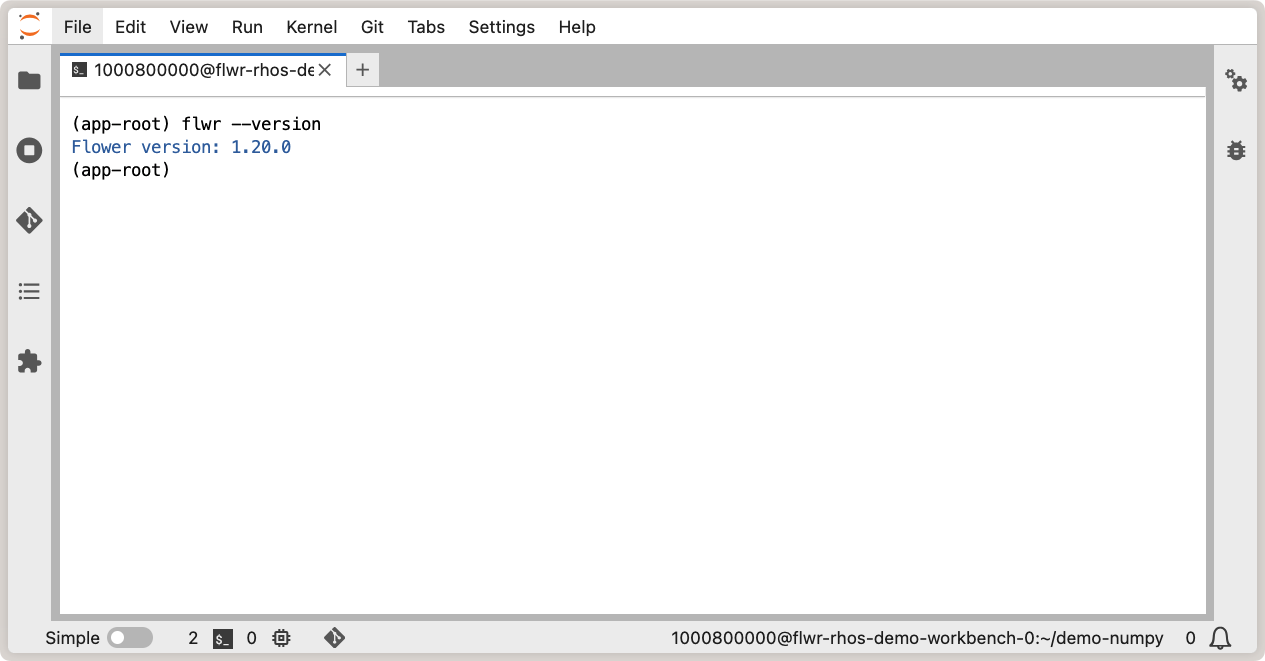 File Edit View Run Kernel Git Tabs Settings Help
1000800000@flwr-rhos-de
(app-root) flwr --version
Flower version: 1.20.0
(app-root)
Simple 2 $_ 0 1000800000@flwr-rhos-demo-workbench-0:~/demo-numpy 0